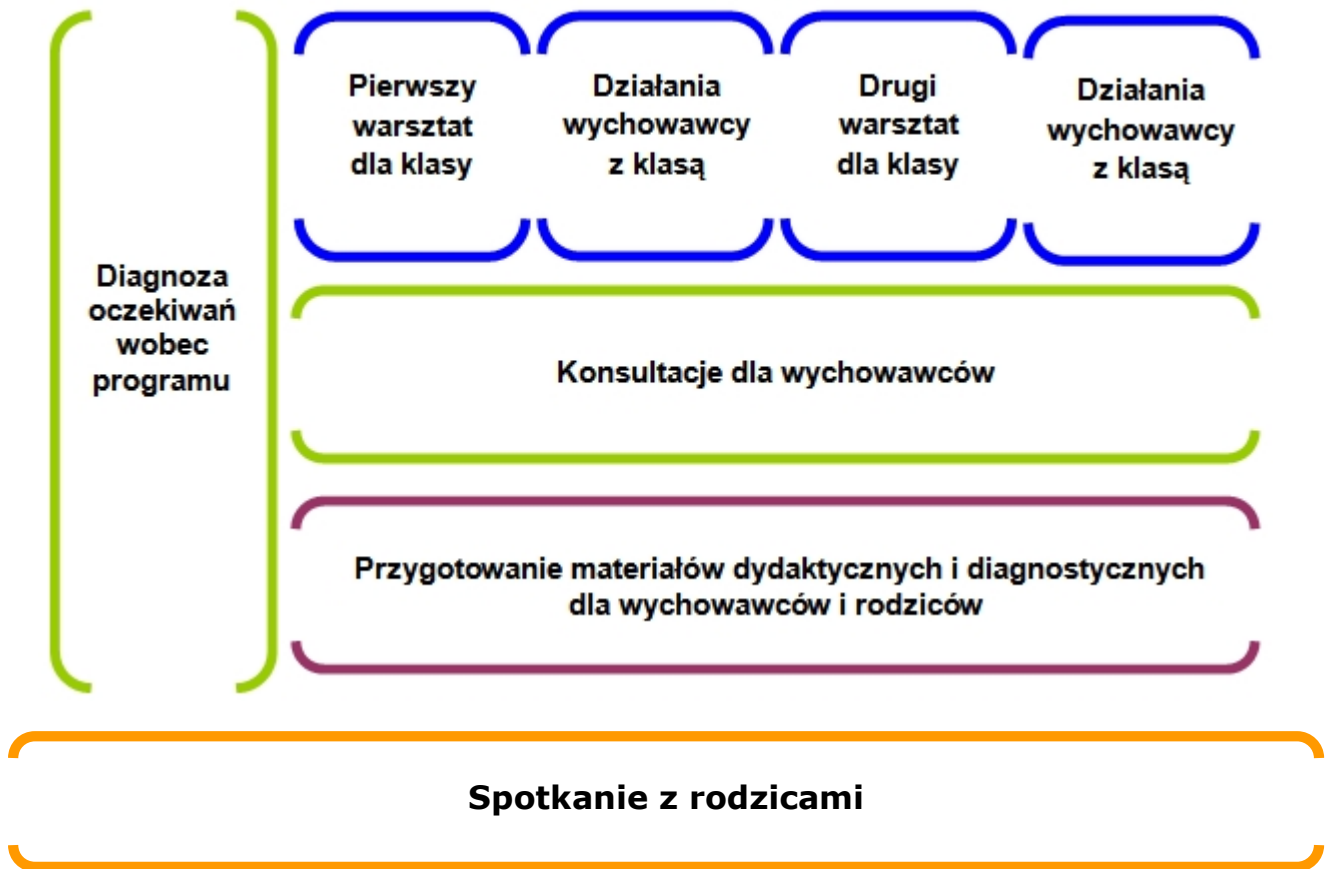 Diagnoza
oczekiwań
wobec
programu
Pierwszy
warsztat
dla klasy
Działania
wychowawcy
z klasą
Drugi
warsztat
dla klasy
Działania
wychowawcy
z klasą
Konsultacje dla wychowawców
Przygotowanie materiałów dydaktycznych i diagnostycznych
dla wychowawców i rodziców
Spotkanie z rodzicami